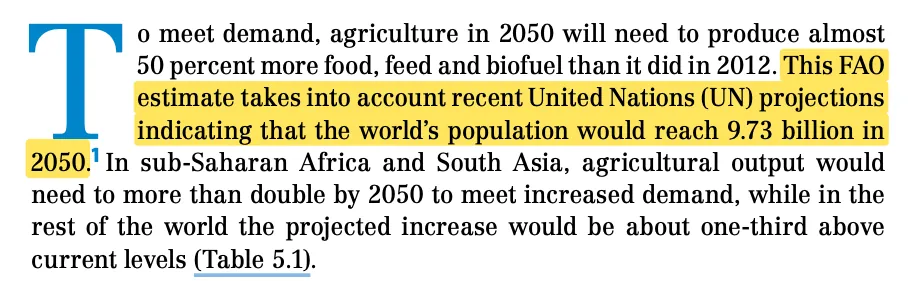 To meet demand, agriculture in 2050 will need to produce almost
50 percent more food, feed and biofuel than it did in 2012. This FAO
estimate takes into account recent United Nations (UN) projections
indicating that the world’s population would reach 9.73 billion in
2050.1 In sub-Saharan Africa and South Asia, agricultural output would
need to more than double by 2050 to meet increased demand, while in the
rest of the world the projected increase would be about one-third above
current levels (Table 5.1).